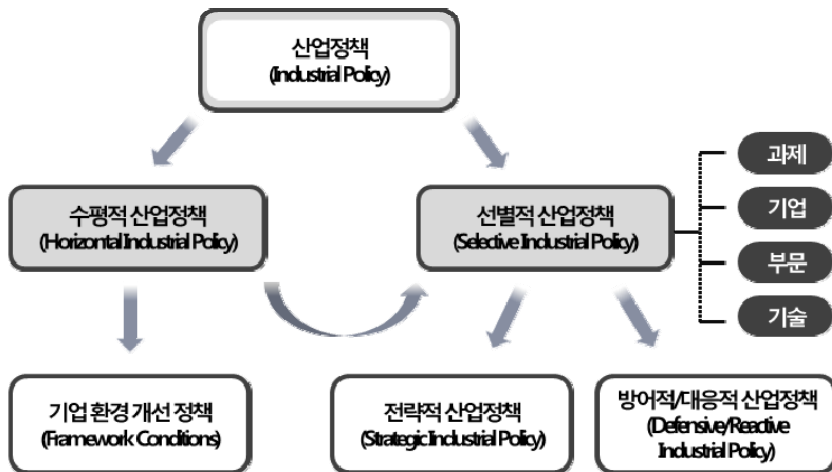 산업정책
(Industrial Policy)
수평적 산업정책
(Horizontal Industrial Policy)
선별적 산업정책
(Selective Industrial Policy)
과제
기업
부문
기술
기업 환경 개선 정책
(Framework Conditions)
전략적 산업정책
(Strategic Industrial Policy)
방어적/대응적 산업정책
(Defensive/Reactive
Industrial Policy)